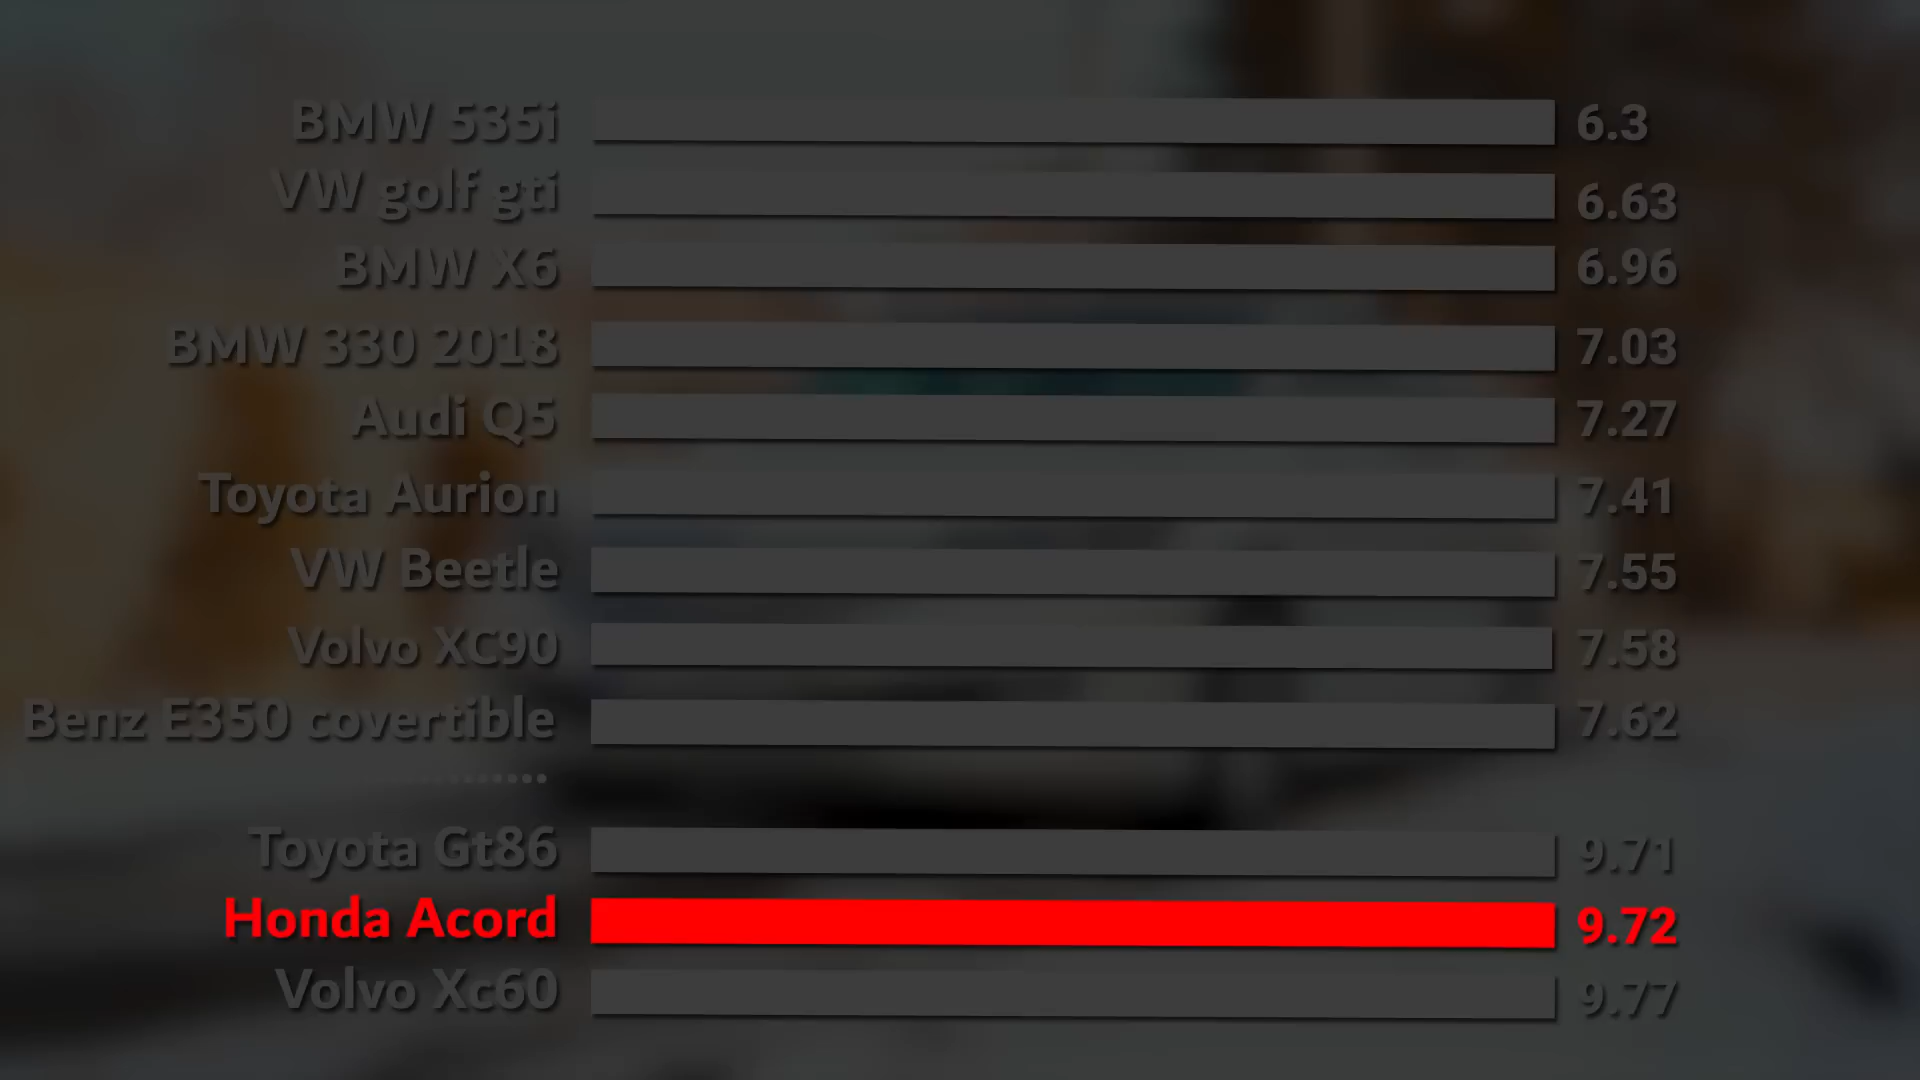 BMW 535i 6.3
VW golf gti 6.63
BMW X6 6.96
BMW 330 2018 7.03
Audi Q5 7.27
Toyota Aurion 7.41
VW Beetle 7.55
Volvo XC90 7.58
Benz E350 covertible 7.62
Toyota Gt86 9.71
Honda Acord 9.72
Volvo Xc60 9.77